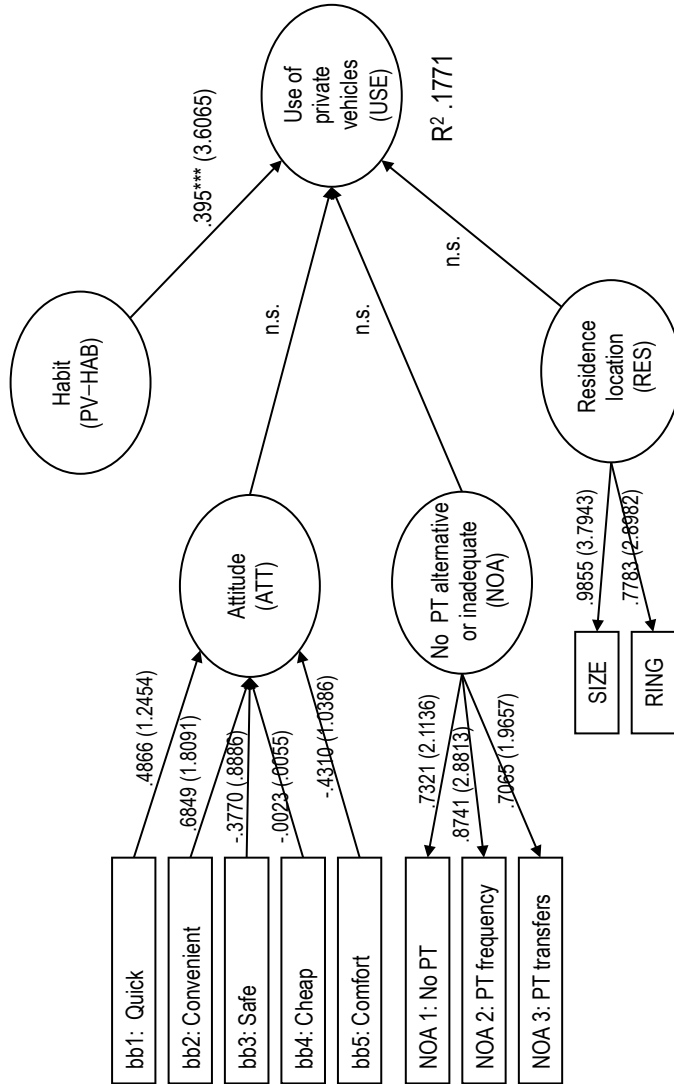 Habit
(PV-HAB)
.395*** (3.6065)
Use of
private
vehicles
(USE)
R² .1771
bb1: Quick
bb2: Convenient
bb3: Safe
bb4: Cheap
bb5: Comfort
.4866 (1.2454)
.6849 (1.8091)
-.3770 (.8886)
-.0023 (.0055)
-.4310 (1.0386)
Attitude
(ATT)
n.s.
NOA 1: No PT
NOA 2: PT frequency
NOA 3: PT transfers
.7321 (2.1136)
.8741 (2.8813)
.7065 (1.9657)
No PT alternative
or inadequate
(NOA)
n.s.
SIZE
RING
.9855 (3.7943)
.7783 (2.8982)
Residence
location
(RES)
n.s.